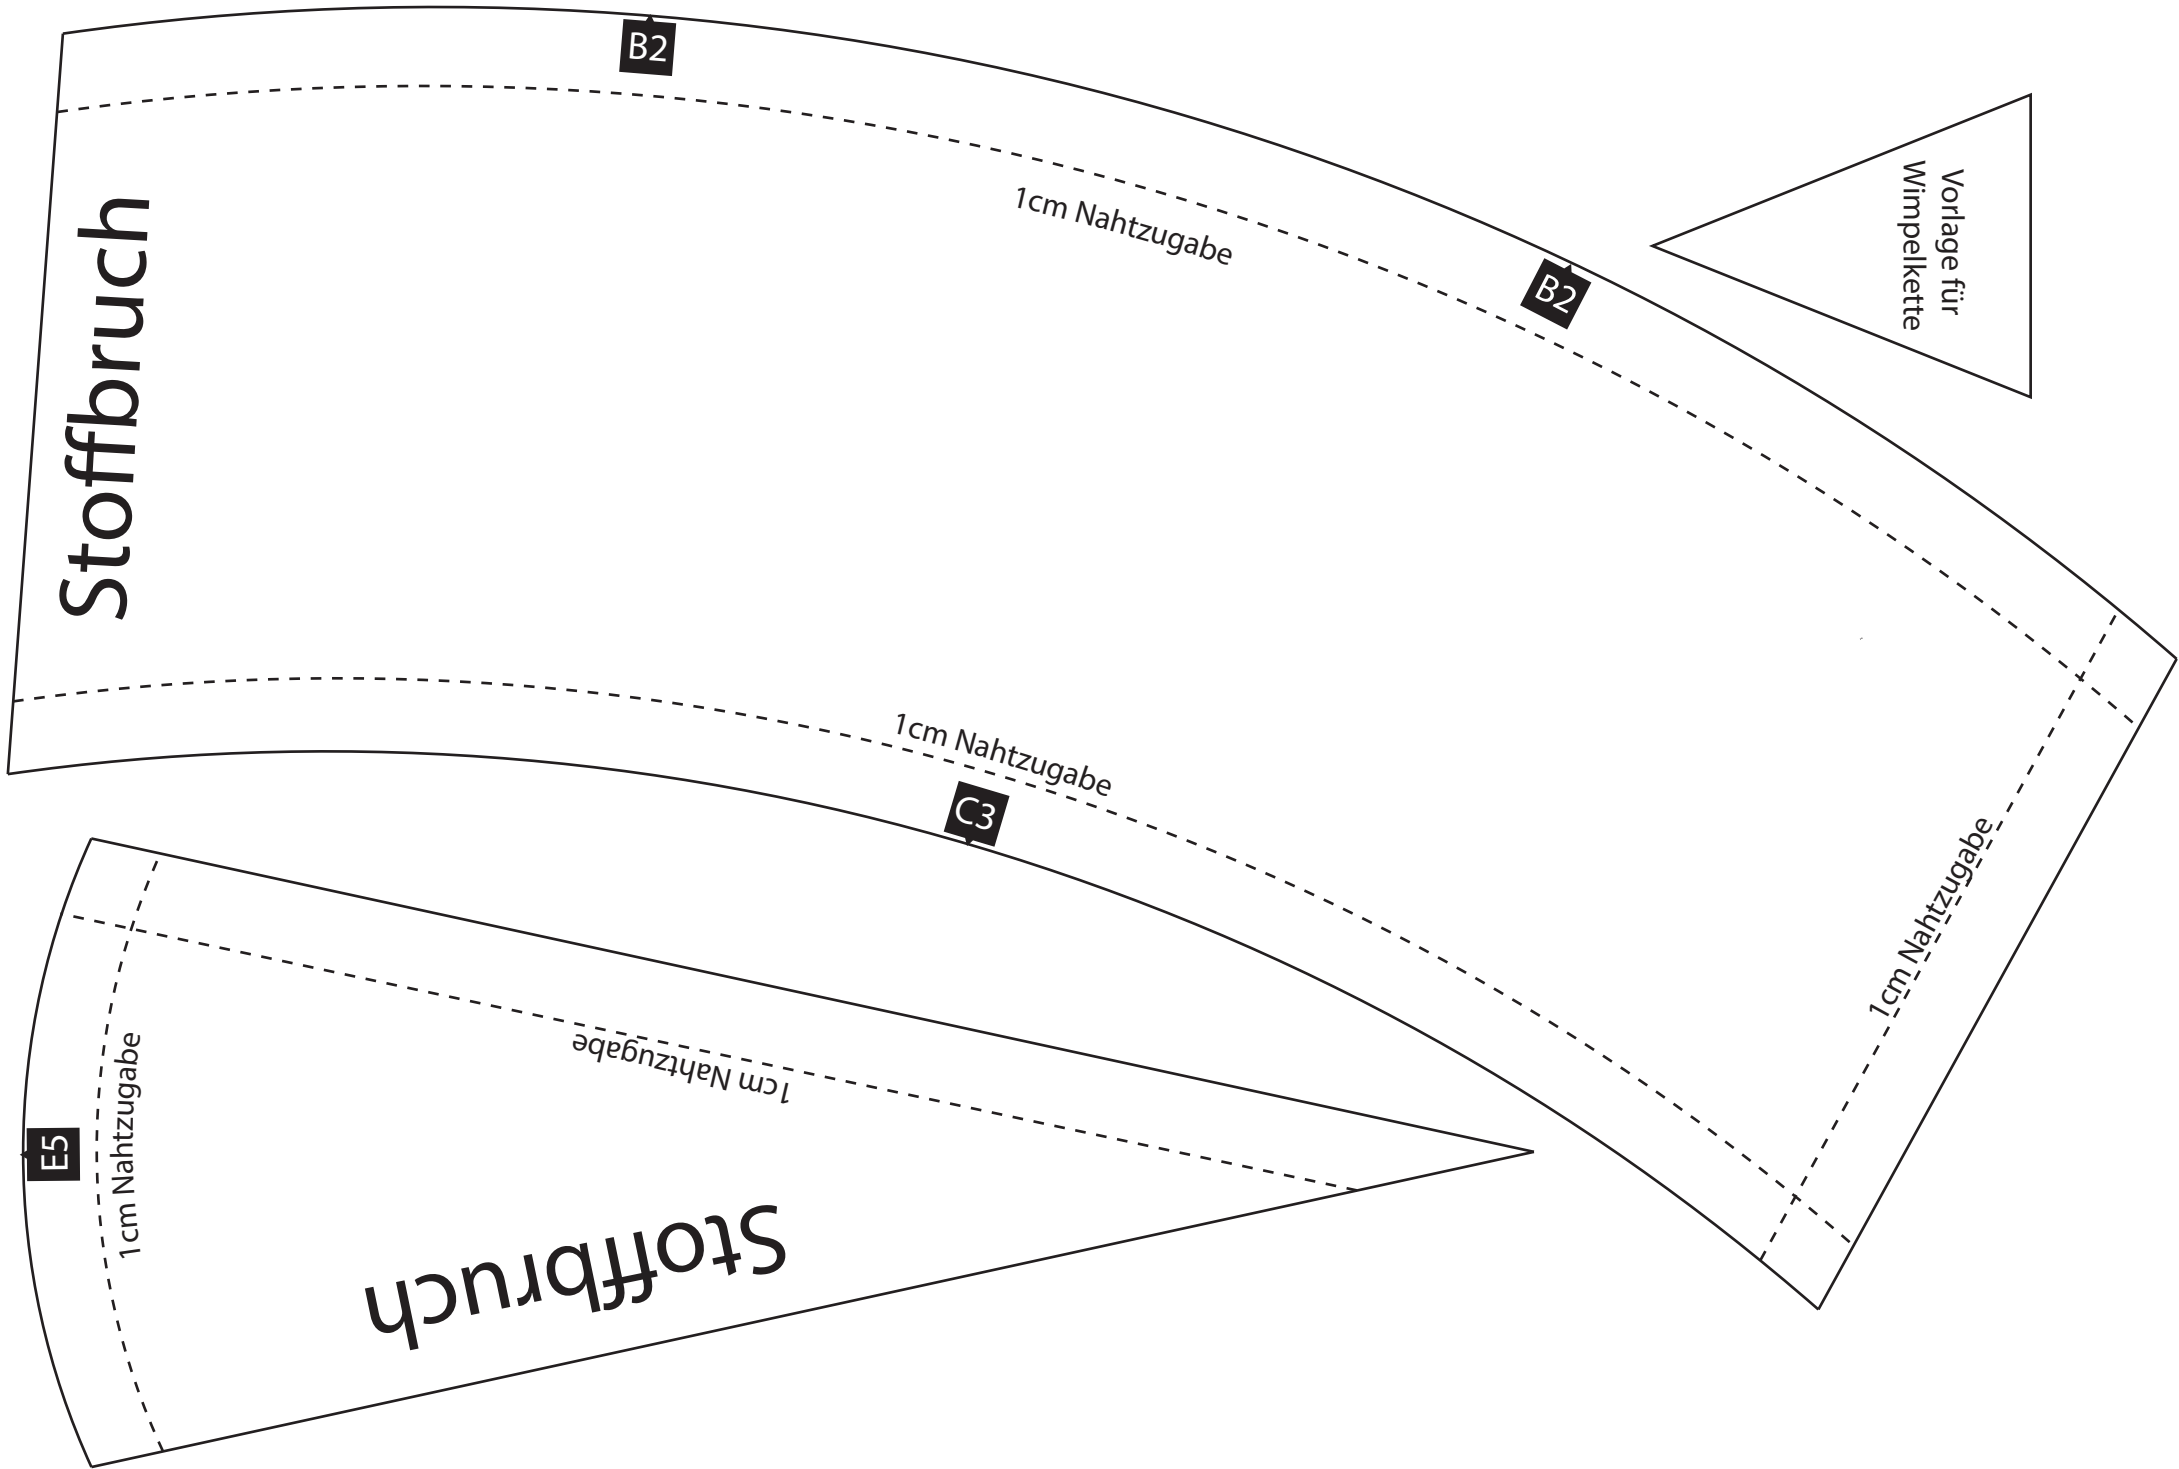 B2
1cm Nahtzugabe
B2
Vorlage für
Wimpelkette
Stoffbruch
1cm Nahtzugabe
C3
1cm Nahtzugabe
1cm Nahtzugabe
1cm Nahtzugabe
E5
Stoffbruch